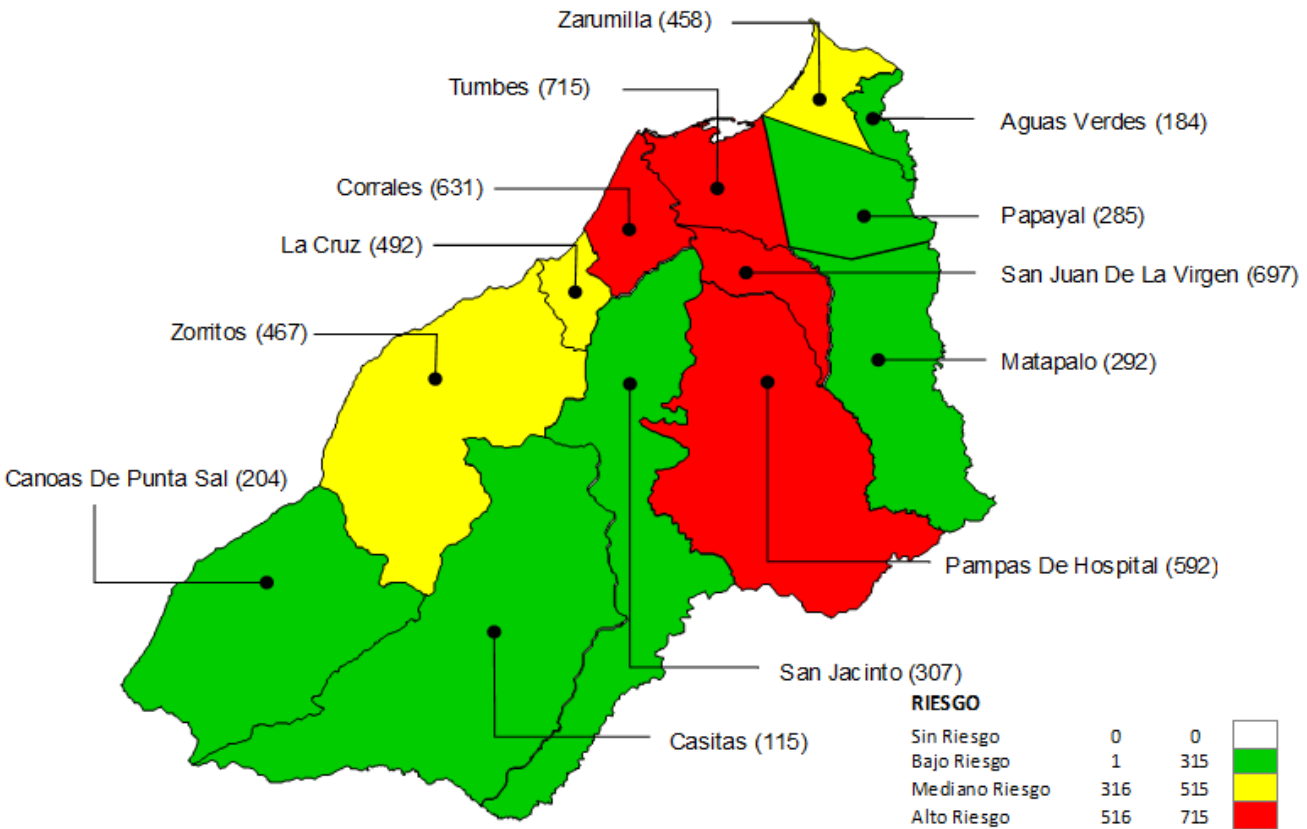 Zarumilla (458)
Tumbes (715)
Aguas Verdes (184)
Corrales (631)
Papayal (285)
La Cruz (492)
San Juan De La Virgen (697)
Zorritos (467)
Matapalo (292)
Canoas De Punta Sal (204)
Pampas De Hospital (592)
San Jacinto (307)
Casitas (115)
RIESGO
Sin Riesgo 0 0
Bajo Riesgo 1 315
Mediano Riesgo 316 515
Alto Riesgo 516 715